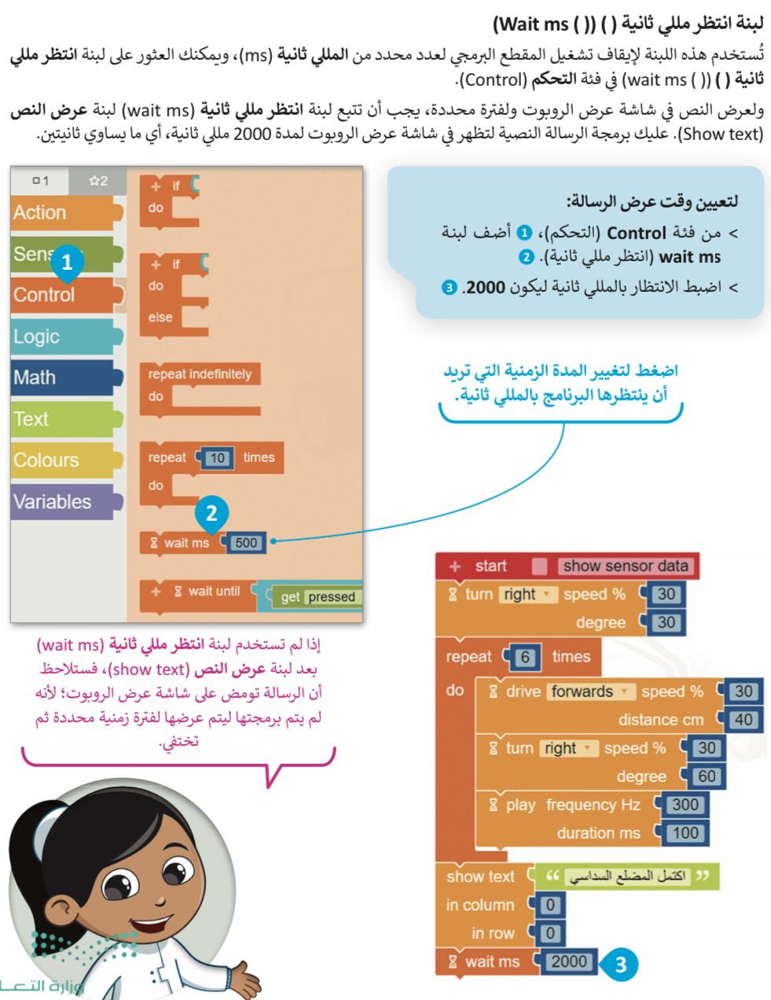 لبنة انتظر مللي ثانية ( ) (Wait ms ( ))
تُستخدم هذه اللبنة لإيقاف تشغيل المقطع البرمجي لعدد محدد من المللي ثانية (ms)، ويمكنك العثور على لبنة انتظر مللي
ثانية ( ) (wait ms ( )) في فئة التحكم (Control).
ولعرض النص في شاشة عرض الروبوت ولفترة محددة، يجب أن تتبع لبنة انتظر مللي ثانية (wait ms) لبنة عرض النص
(Show text). عليك برمجة الرسالة النصية لتظهر في شاشة عرض الروبوت لمدة 2000 مللي ثانية، أي ما يساوي ثانيتين.
لتعيين وقت عرض الرسالة:
> من فئة Control (التحكم)، 1 أضف لبنة
wait ms (انتظر مللي ثانية). 2
> اضبط الانتظار بالمللي ثانية ليكون 2000. 3
1 2
Action
Sens
1
Control
Logic
Math
Text
Colours
Variables
+ if
do
+ if
do
else
repeat indefinitely
do
repeat 10 times
do
2
wait ms 500
+ wait until get pressed
اضغط لتغيير المدة الزمنية التي تريد
أن ينتظرها البرنامج بالمللي ثانية.
+ start show sensor data
turn right speed % 30
degree 30
repeat 6 times
do drive forwards speed % 30
distance cm 40
turn right speed % 30
degree 60
play frequency Hz 300
duration ms 100
show text “ اكتمل المضلع السداسي ”
in column 0
in row 0
wait ms 2000 3
إذا لم تستخدم لبنة انتظر مللي ثانية (wait ms)
بعد لبنة عرض النص (show text)، فستلاحظ
أن الرسالة تومض على شاشة عرض الروبوت؛ لأنه
لم يتم برمجتها ليتم عرضها لفترة زمنية محددة ثم
تختفي.
وزارة التعـ